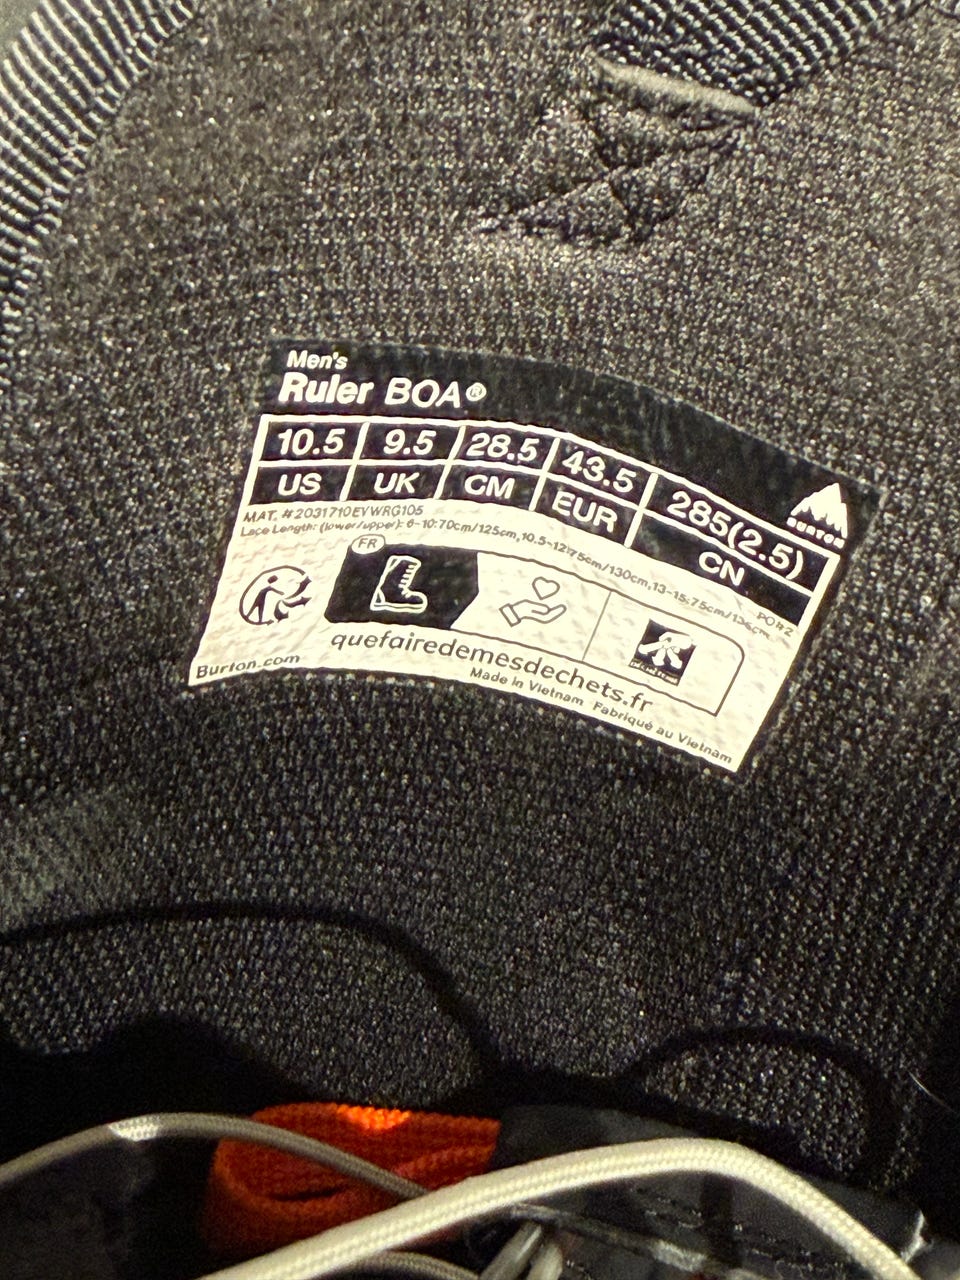 Men's
Ruler BOA®
10.5 9.5 28.5 43.5 285(2.5)
US UK CM EUR CN
BURTON
MAT. #2031710EVWRG105
Lace Length: (lower/upper): 6-10:70cm/125cm,10.5-12:75cm/130cm,13-15:75cm/135cm
PO#2
FR
quefairedemesdechets.fr
Burton.com
Made in Vietnam Fabriqué au Vietnam